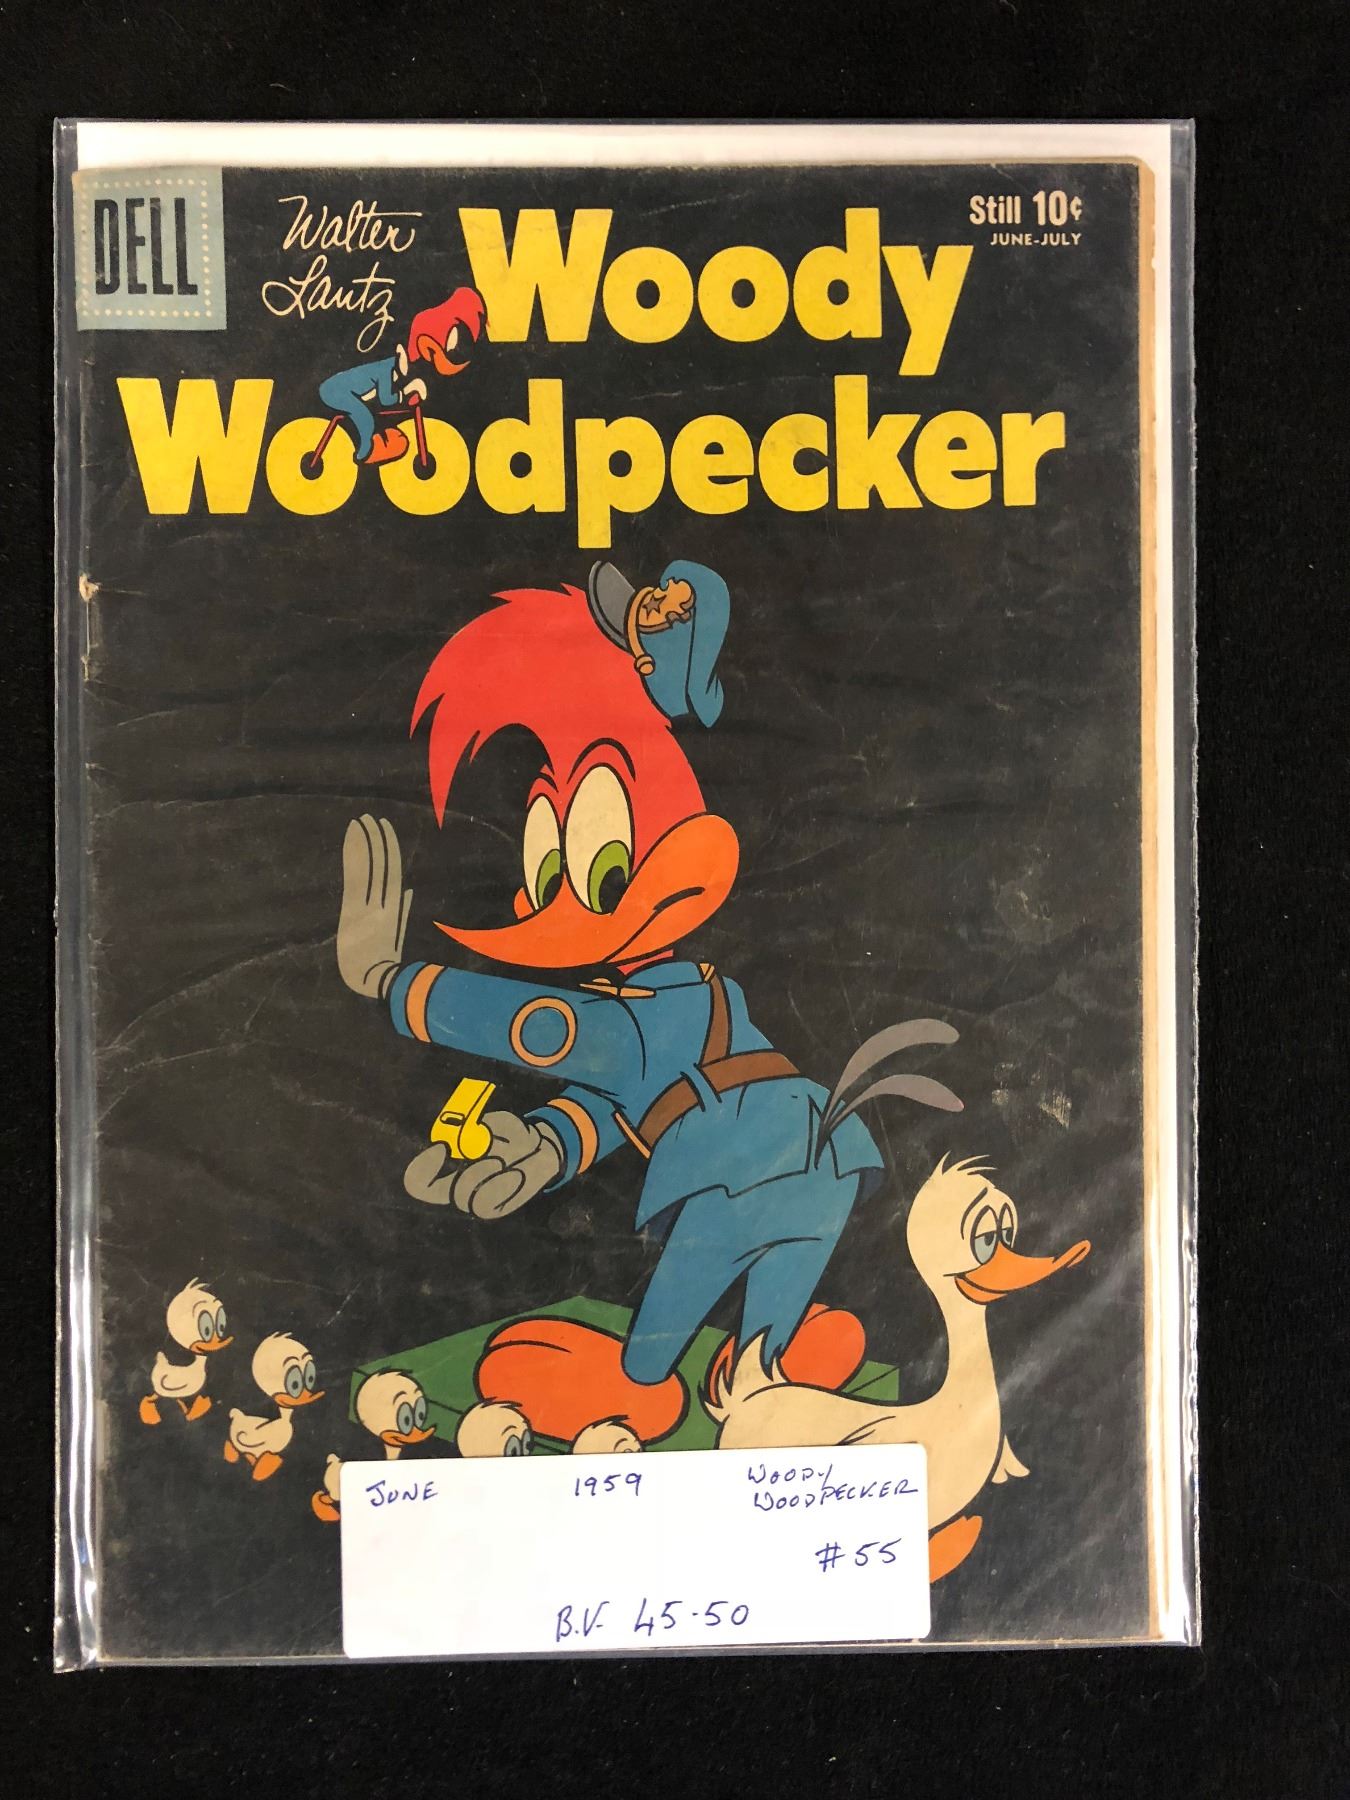 DELL
Walter
Lantz
Still 10¢
JUNE-JULY
Woody
Woodpecker
JUNE 1959 WOODY
WOODPECKER
# 55
B.V. 45-50